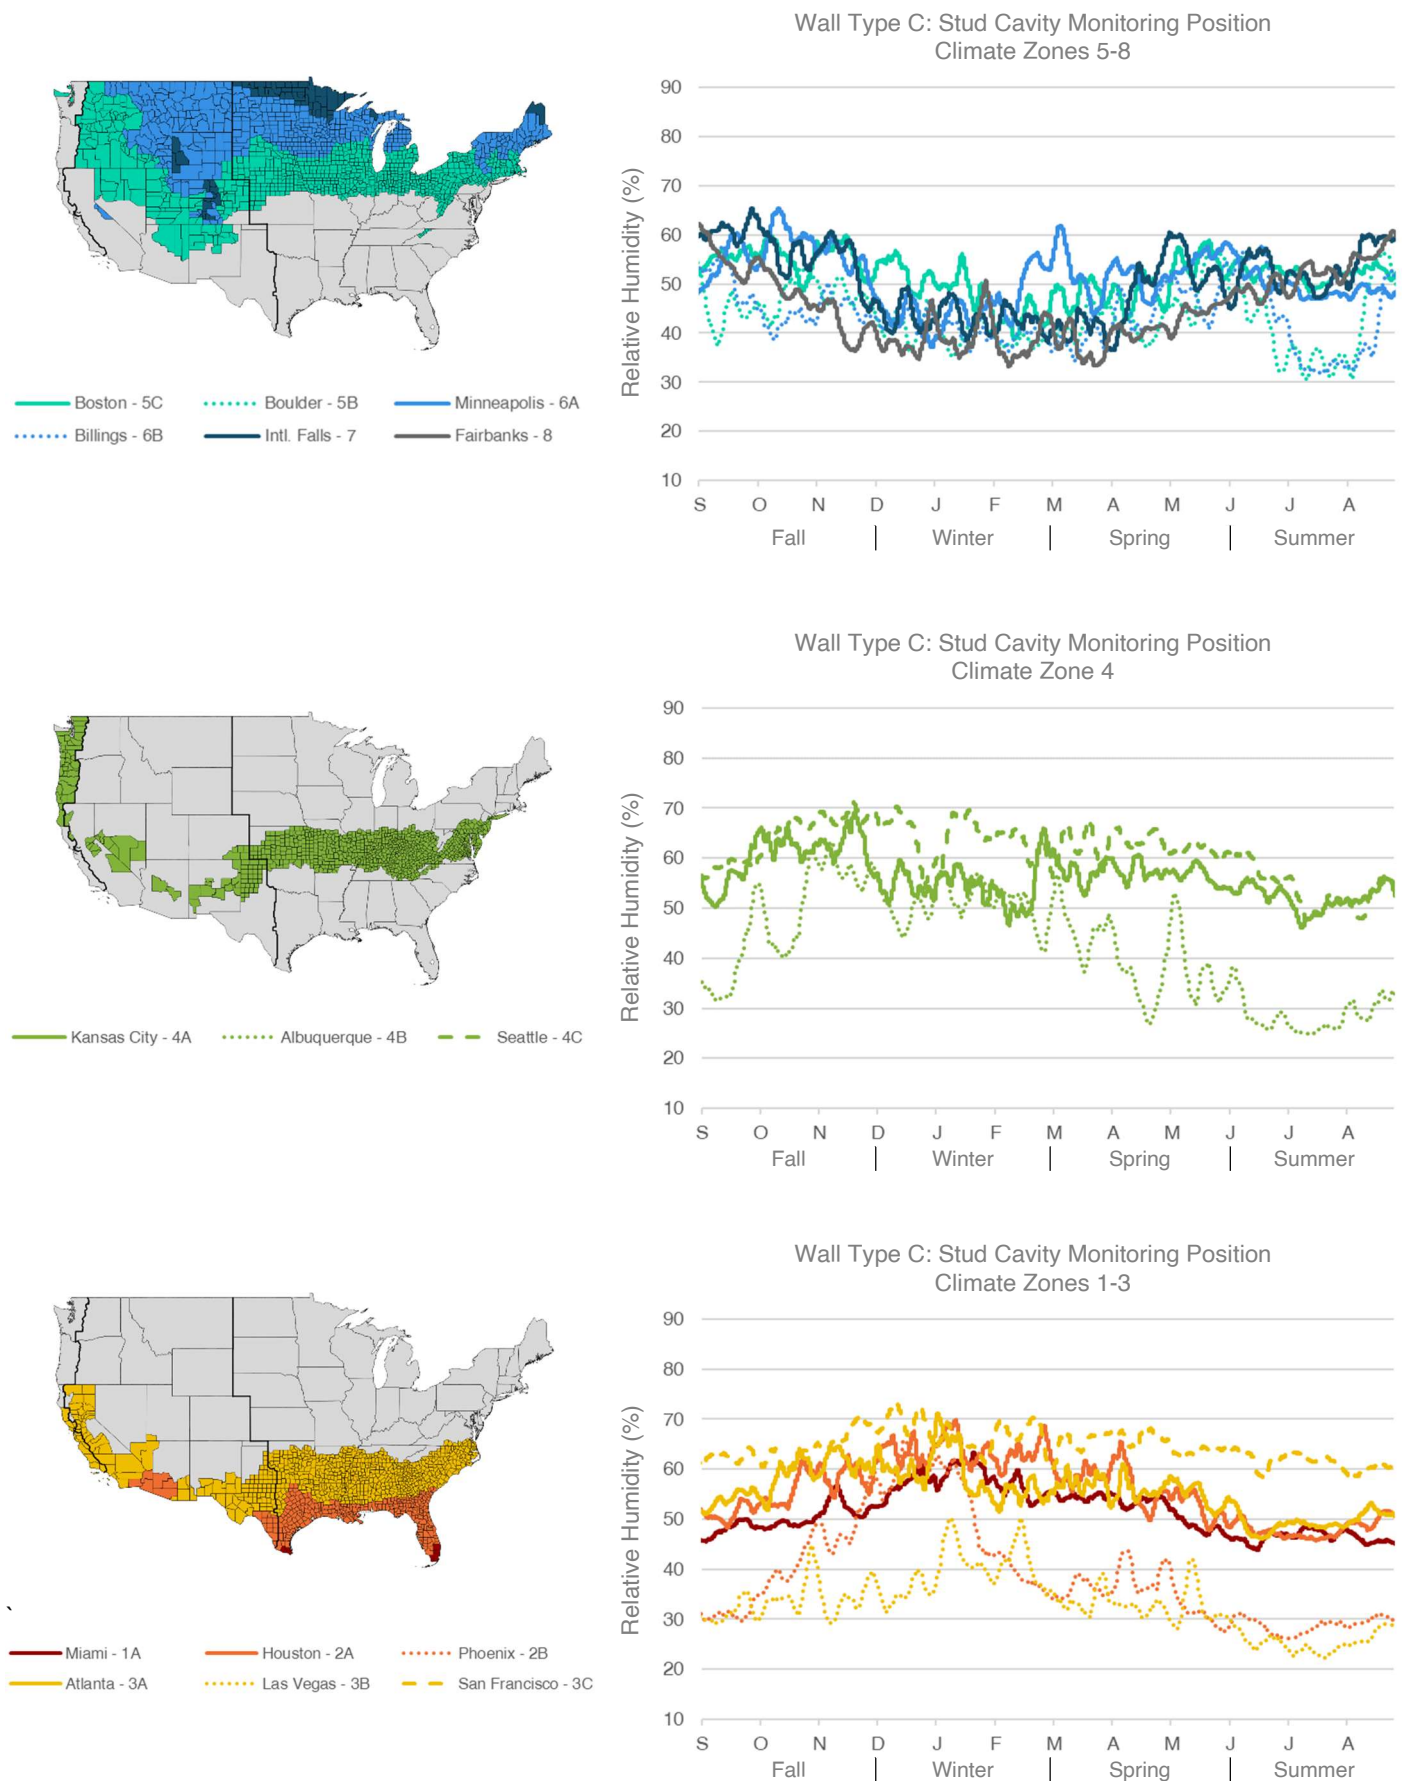 Wall Type C: Stud Cavity Monitoring Position
Climate Zones 5-8
Relative Humidity (%)
90
80
70
60
50
40
30
20
10
S O N D J F M A M J J A
Fall | Winter | Spring | Summer
Boston - 5C Boulder - 5B Minneapolis - 6A
Billings - 6B Intl. Falls - 7 Fairbanks - 8
Wall Type C: Stud Cavity Monitoring Position
Climate Zone 4
Relative Humidity (%)
90
80
70
60
50
40
30
20
10
S O N D J F M A M J J A
Fall | Winter | Spring | Summer
Kansas City - 4A Albuquerque - 4B Seattle - 4C
Wall Type C: Stud Cavity Monitoring Position
Climate Zones 1-3
Relative Humidity (%)
90
80
70
60
50
40
30
20
10
S O N D J F M A M J J A
Fall | Winter | Spring | Summer
`
Miami - 1A Houston - 2A Phoenix - 2B
Atlanta - 3A Las Vegas - 3B San Francisco - 3C